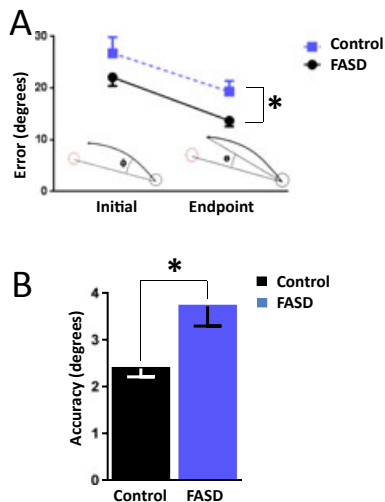 A
Control
FASD
30
20
10
0
Error (degrees)
ϕ
θ
*
Initial
Endpoint
B
*
Control
FASD
4
3
2
1
0
Accuracy (degrees)
Control
FASD